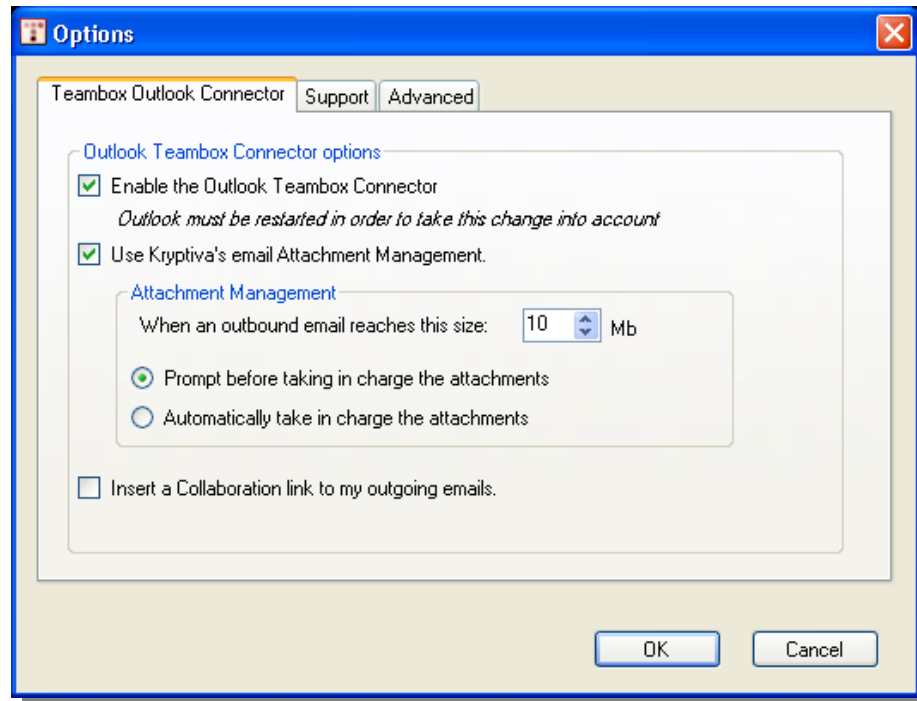 Options
Teambox Outlook Connector Support Advanced
Outlook Teambox Connector options
Enable the Outlook Teambox Connector
Outlook must be restarted in order to take this change into account
Use Kryptiva's email Attachment Management.
Attachment Management
When an outbound email reaches this size: 10 Mb
Prompt before taking in charge the attachments
Automatically take in charge the attachments
Insert a Collaboration link to my outgoing emails.
OK Cancel